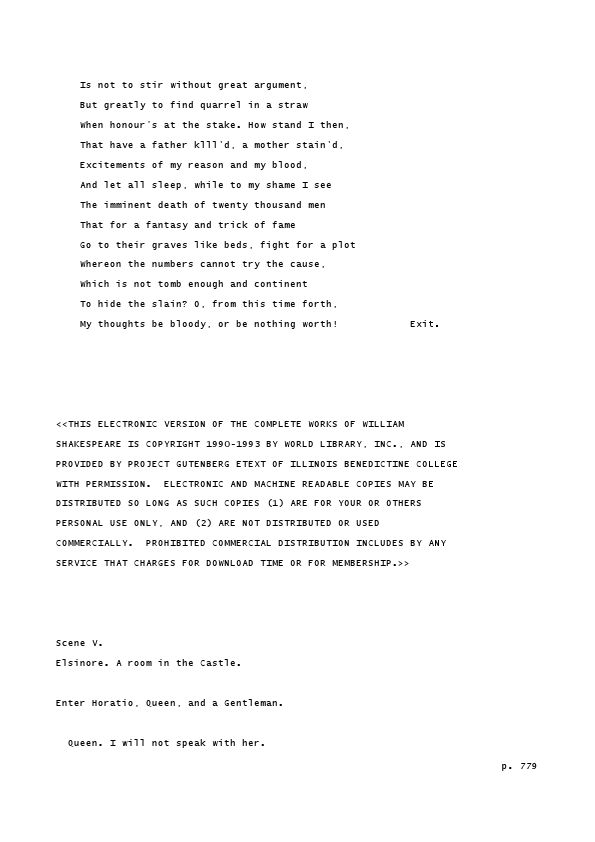 Is not to stir without great argument,
But greatly to find quarrel in a straw
When honour's at the stake. How stand I then,
That have a father klll'd, a mother stain'd,
Excitements of my reason and my blood,
And let all sleep, while to my shame I see
The imminent death of twenty thousand men
That for a fantasy and trick of fame
Go to their graves like beds, fight for a plot
Whereon the numbers cannot try the cause,
Which is not tomb enough and continent
To hide the slain? O, from this time forth,
My thoughts be bloody, or be nothing worth! Exit.
<<THIS ELECTRONIC VERSION OF THE COMPLETE WORKS OF WILLIAM
SHAKESPEARE IS COPYRIGHT 1990-1993 BY WORLD LIBRARY, INC., AND IS
PROVIDED BY PROJECT GUTENBERG ETEXT OF ILLINOIS BENEDICTINE COLLEGE
WITH PERMISSION. ELECTRONIC AND MACHINE READABLE COPIES MAY BE
DISTRIBUTED SO LONG AS SUCH COPIES (1) ARE FOR YOUR OR OTHERS
PERSONAL USE ONLY, AND (2) ARE NOT DISTRIBUTED OR USED
COMMERCIALLY. PROHIBITED COMMERCIAL DISTRIBUTION INCLUDES BY ANY
SERVICE THAT CHARGES FOR DOWNLOAD TIME OR FOR MEMBERSHIP.>>
Scene V.
Elsinore. A room in the Castle.
Enter Horatio, Queen, and a Gentleman.
Queen. I will not speak with her.
p. 779